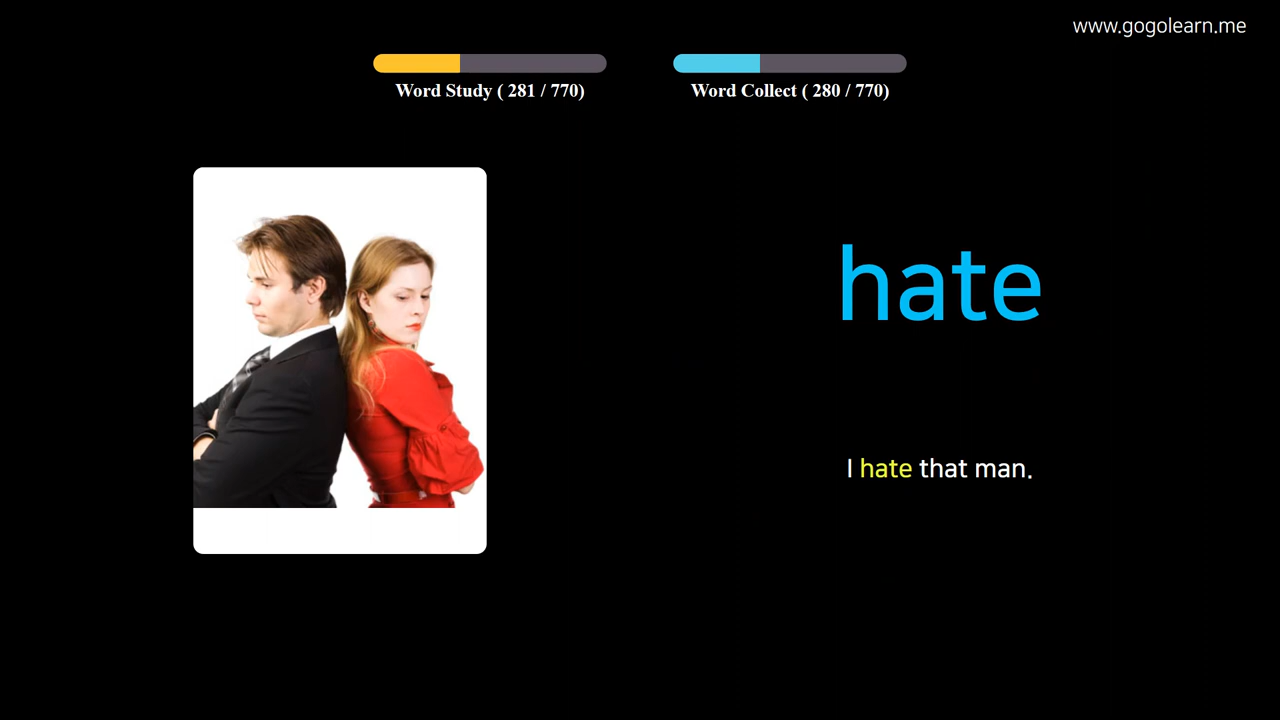 www.gogolearn.me
Word Study ( 281 / 770)
Word Collect ( 280 / 770)
hate
I hate that man.